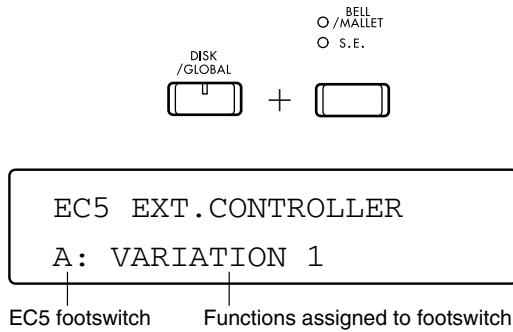 BELL
/MALLET
S.E.
DISK
/GLOBAL
+
EC5 EXT.CONTROLLER
A: VARIATION 1
EC5 footswitch Functions assigned to footswitch